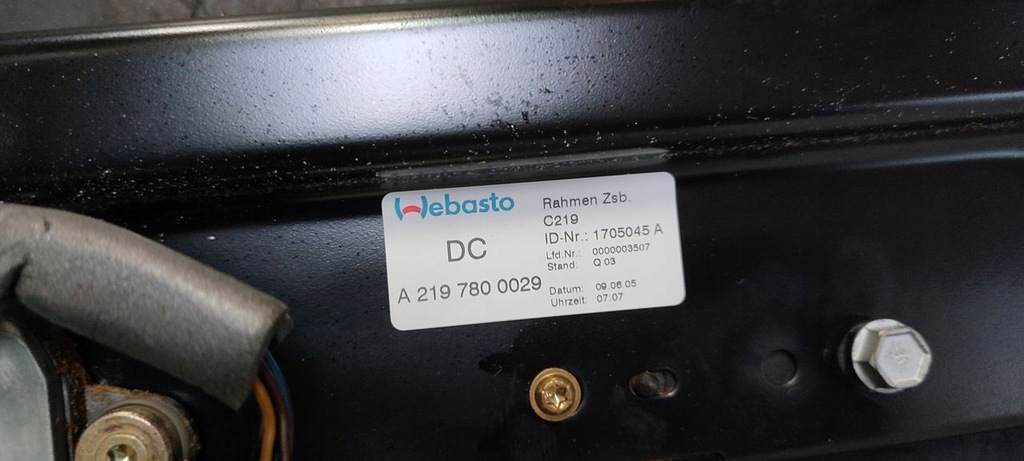 Webasto
DC
A 219 780 0029
Rahmen Zsb.
C219
ID-Nr.: 1705045 A
Lfd.Nr.: 0000003507
Stand: Q 03
Datum: 09.06.05
Uhrzeit: 07:07